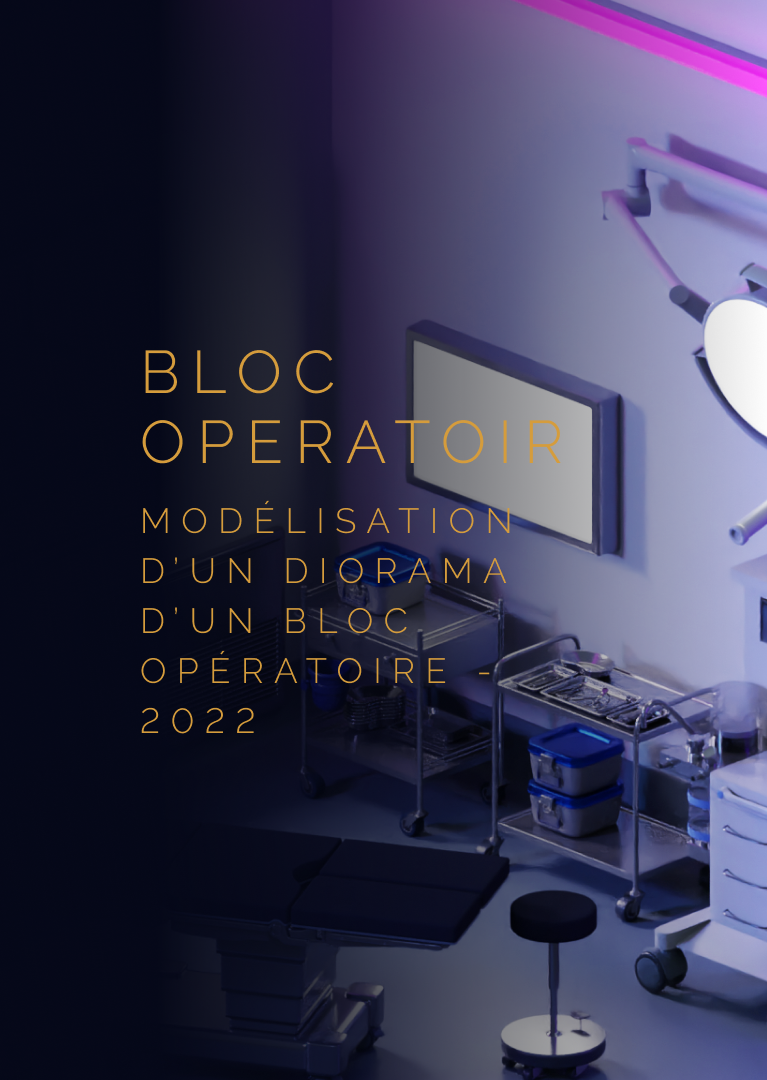 BLOC
OPERATOIR
MODÉLISATION
D'UN DIORAMA
D'UN BLOC
OPÉRATOIRE -
2022